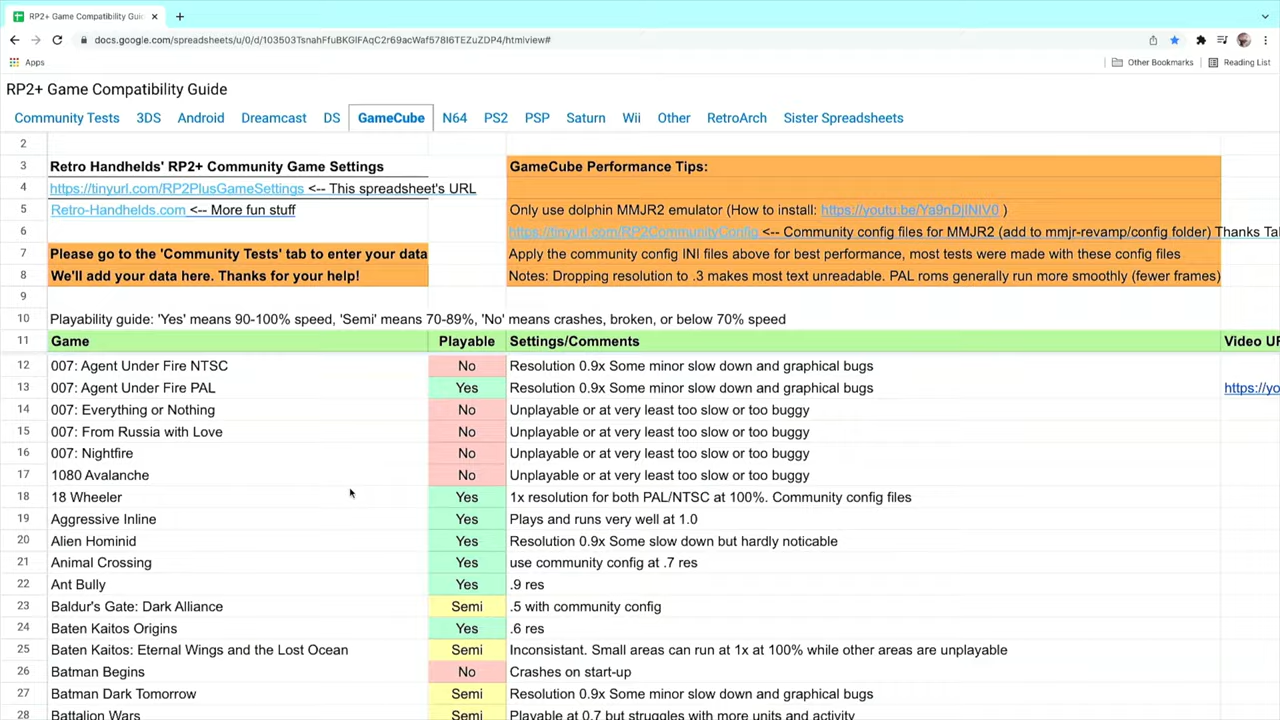 RP2+ Game Compatibility Gui
docs.google.com/spreadsheets/u/0/d/103503TsnahFfuBKGlFAqC2r69acWaf578I6TEZuZDP4/htmlview#
Apps
Other Bookmarks
Reading List
RP2+ Game Compatibility Guide
Community Tests 3DS Android Dreamcast DS GameCube N64 PS2 PSP Saturn Wii Other RetroArch Sister Spreadsheets
2
3 Retro Handhelds' RP2+ Community Game Settings GameCube Performance Tips:
4 https://tinyurl.com/RP2PlusGameSettings <-- This spreadsheet's URL
5 Retro-Handhelds.com <-- More fun stuff Only use dolphin MMJR2 emulator (How to install: https://youtu.be/Ya9nDjlNIV0 )
6 https://tinyurl.com/RP2CommunityConfig <-- Community config files for MMJR2 (add to mmjr-revamp/config folder) Thanks Tal
7 Please go to the 'Community Tests' tab to enter your data Apply the community config INI files above for best performance, most tests were made with these config files
8 We'll add your data here. Thanks for your help! Notes: Dropping resolution to .3 makes most text unreadable. PAL roms generally run more smoothly (fewer frames)
9
10 Playability guide: 'Yes' means 90-100% speed, 'Semi' means 70-89%, 'No' means crashes, broken, or below 70% speed
11 Game Playable Settings/Comments Video UR
12 007: Agent Under Fire NTSC No Resolution 0.9x Some minor slow down and graphical bugs
13 007: Agent Under Fire PAL Yes Resolution 0.9x Some minor slow down and graphical bugs https://yo
14 007: Everything or Nothing No Unplayable or at very least too slow or too buggy
15 007: From Russia with Love No Unplayable or at very least too slow or too buggy
16 007: Nightfire No Unplayable or at very least too slow or too buggy
17 1080 Avalanche No Unplayable or at very least too slow or too buggy
18 18 Wheeler Yes 1x resolution for both PAL/NTSC at 100%. Community config files
19 Aggressive Inline Yes Plays and runs very well at 1.0
20 Alien Hominid Yes Resolution 0.9x Some slow down but hardly noticable
21 Animal Crossing Yes use community config at .7 res
22 Ant Bully Yes .9 res
23 Baldur's Gate: Dark Alliance Semi .5 with community config
24 Baten Kaitos Origins Yes .6 res
25 Baten Kaitos: Eternal Wings and the Lost Ocean Semi Inconsistant. Small areas can run at 1x at 100% while other areas are unplayable
26 Batman Begins No Crashes on start-up
27 Batman Dark Tomorrow Semi Resolution 0.9x Some minor slow down and graphical bugs
28 Battalion Wars Semi Playable at 0.7 but struggles with more units and activity